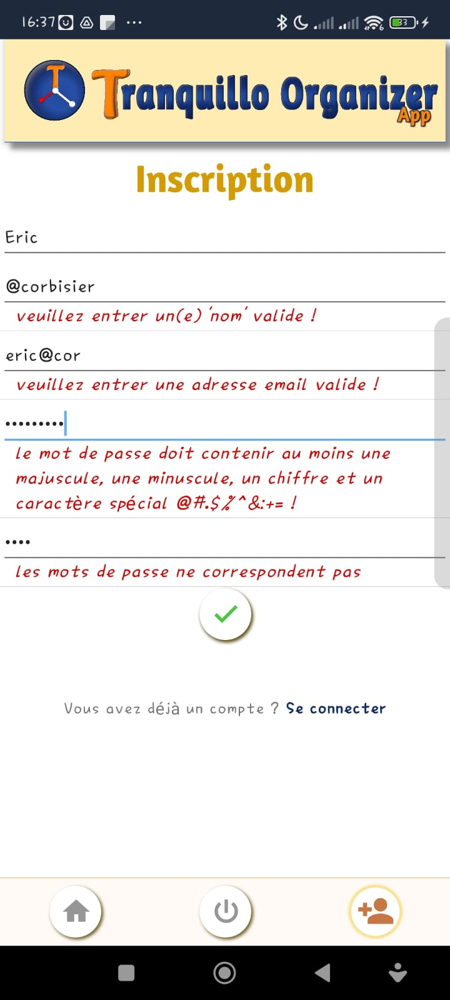 16:37
33
Tranquillo Organizer
App
Inscription
Eric
@corbisier
veuillez entrer un(e) 'nom' valide !
eric@cor
veuillez entrer une adresse email valide !
•••••••••
le mot de passe doit contenir au moins une
majuscule, une minuscule, un chiffre et un
caractère spécial @#.$%^&:+= !
••••
les mots de passe ne correspondent pas
Vous avez déjà un compte ? Se connecter